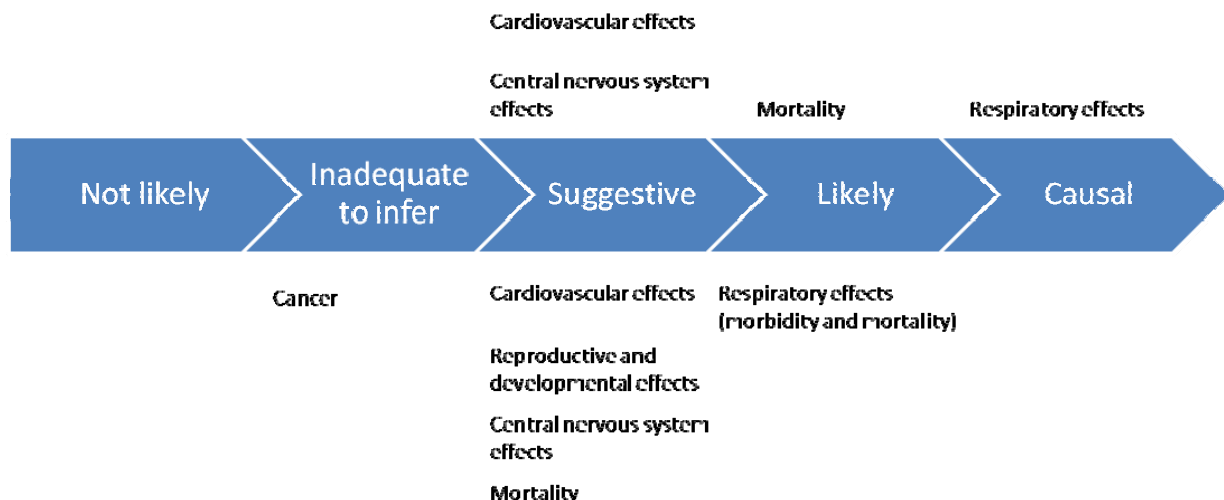 Cardiovascular effects
Central nervous system
effects
Mortality
Respiratory effects
Not likely
Inadequate
to infer
Suggestive
Likely
Causal
Cancer
Cardiovascular effects
Reproductive and
developmental effects
Central nervous system
effects
Mortality
Respiratory effects
(morbidity and mortality)